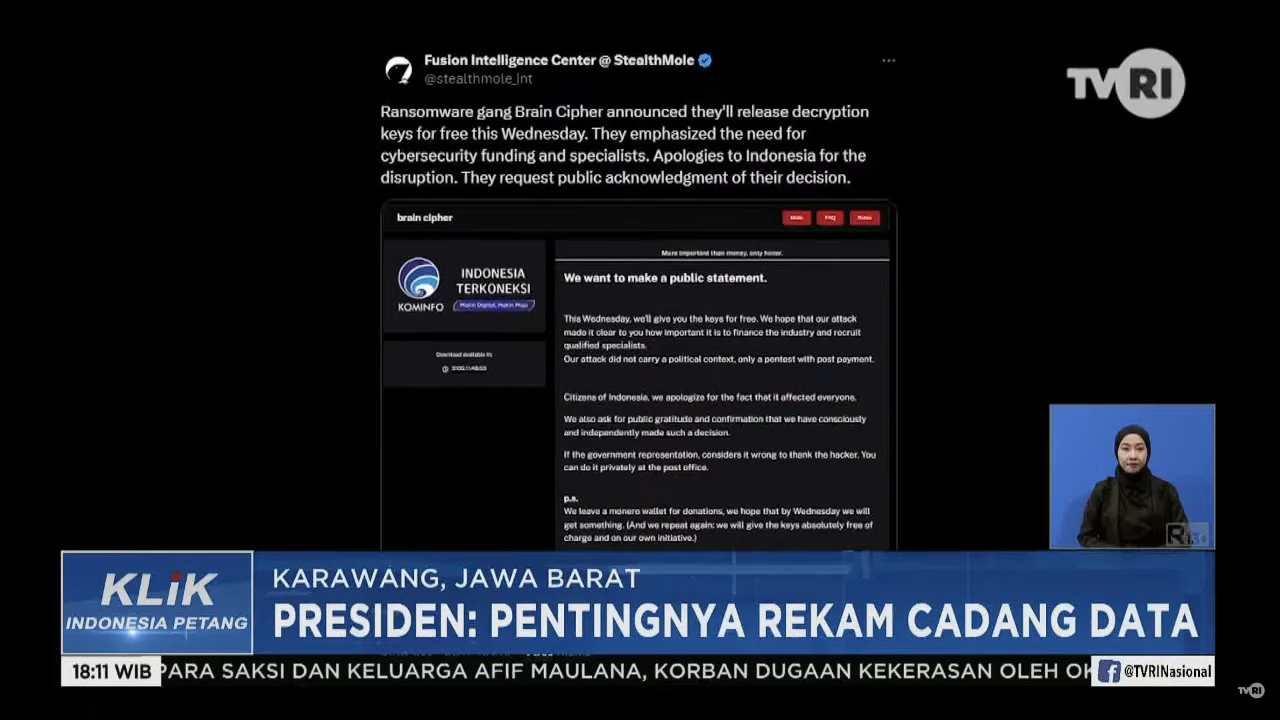 Fusion Intelligence Center @ StealthMole
@stealthmole_Int
TVRI
Ransomware gang Brain Cipher announced they'll release decryption
keys for free this Wednesday. They emphasized the need for
cybersecurity funding and specialists. Apologies to Indonesia for the
disruption. They request public acknowledgment of their decision.
brain cipher
FAQ
More important than money, only honor.
KOMINFO
INDONESIA
TERKONEKSI
Makin Digital, Makin Maju
We want to make a public statement.
This Wednesday, we'll give you the keys for free. We hope that our attack
made it clear to you how important it is to finance the industry and recruit
qualified specialists.
Our attack did not carry a political context, only a pentest with post payment.
Download available in:
Citizens of Indonesia, we apologize for the fact that it affected everyone.
We also ask for public gratitude and confirmation that we have consciously
and independently made such a decision.
If the government representation, considers it wrong to thank the hacker. You
can do it privately at the post office.
p.s.
We leave a monero wallet for donations, we hope that by Wednesday we will
get something. (And we repeat again: we will give the keys absolutely free of
charge and on our own initiative.)
KLiK
INDONESIA PETANG
KARAWANG, JAWA BARAT
PRESIDEN: PENTINGNYA REKAM CADANG DATA
18:11 WIB
PARA SAKSI DAN KELUARGA AFIF MAULANA, KORBAN DUGAAN KEKERASAN OLEH OK
@TVRINasional
TVRI